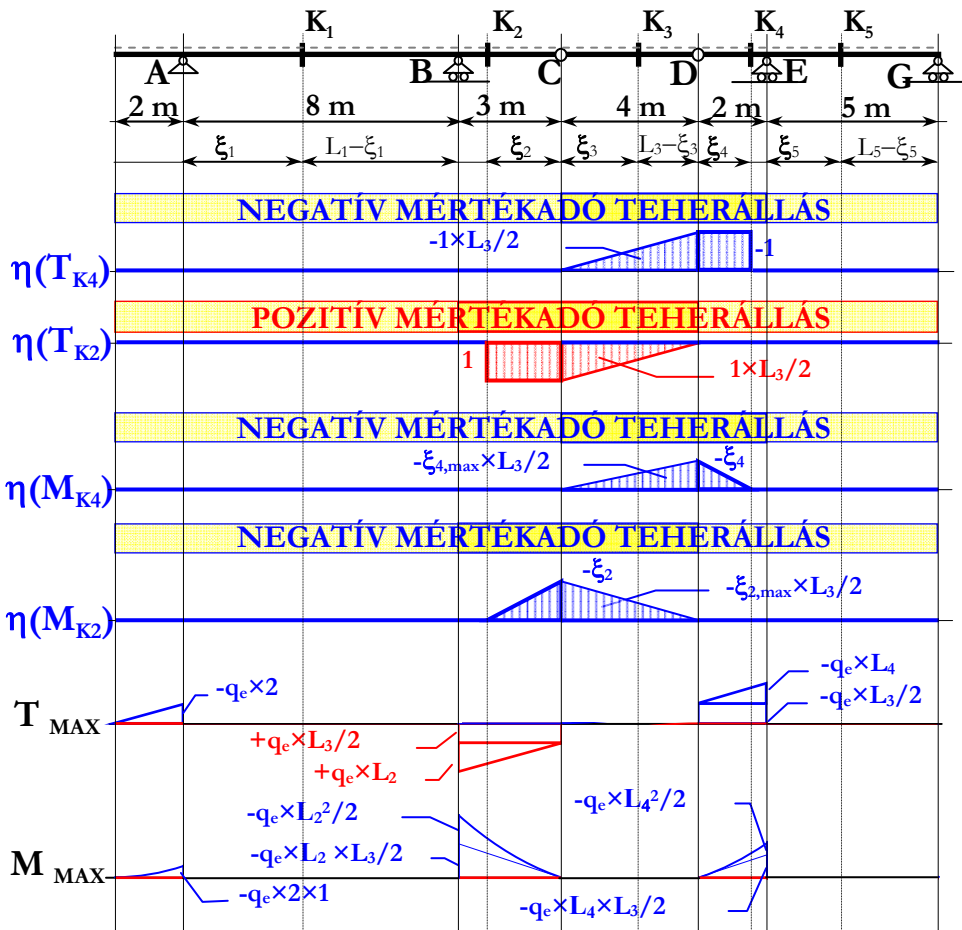 K1 K2 K3 K4 K5
A B C D E G
2 m 8 m 3 m 4 m 2 m 5 m
ξ1 L1−ξ1 ξ2 ξ3 L3−ξ3 ξ4 ξ5 L5−ξ5
NEGATÍV MÉRTÉKADÓ TEHERÁLLÁS
-1×L3/2 -1
η(TK4)
POZITÍV MÉRTÉKADÓ TEHERÁLLÁS
η(TK2)
1 1×L3/2
NEGATÍV MÉRTÉKADÓ TEHERÁLLÁS
-ξ4,max×L3/2 -ξ4
η(MK4)
NEGATÍV MÉRTÉKADÓ TEHERÁLLÁS
-ξ2
-ξ2,max×L3/2
η(MK2)
-qe×L4
-qe×2
-qe×L3/2
T MAX
+qe×L3/2
+qe×L2
-qe×L2²/2 -qe×L4²/2
-qe×L2 ×L3/2
M MAX
-qe×2×1
-qe×L4×L3/2